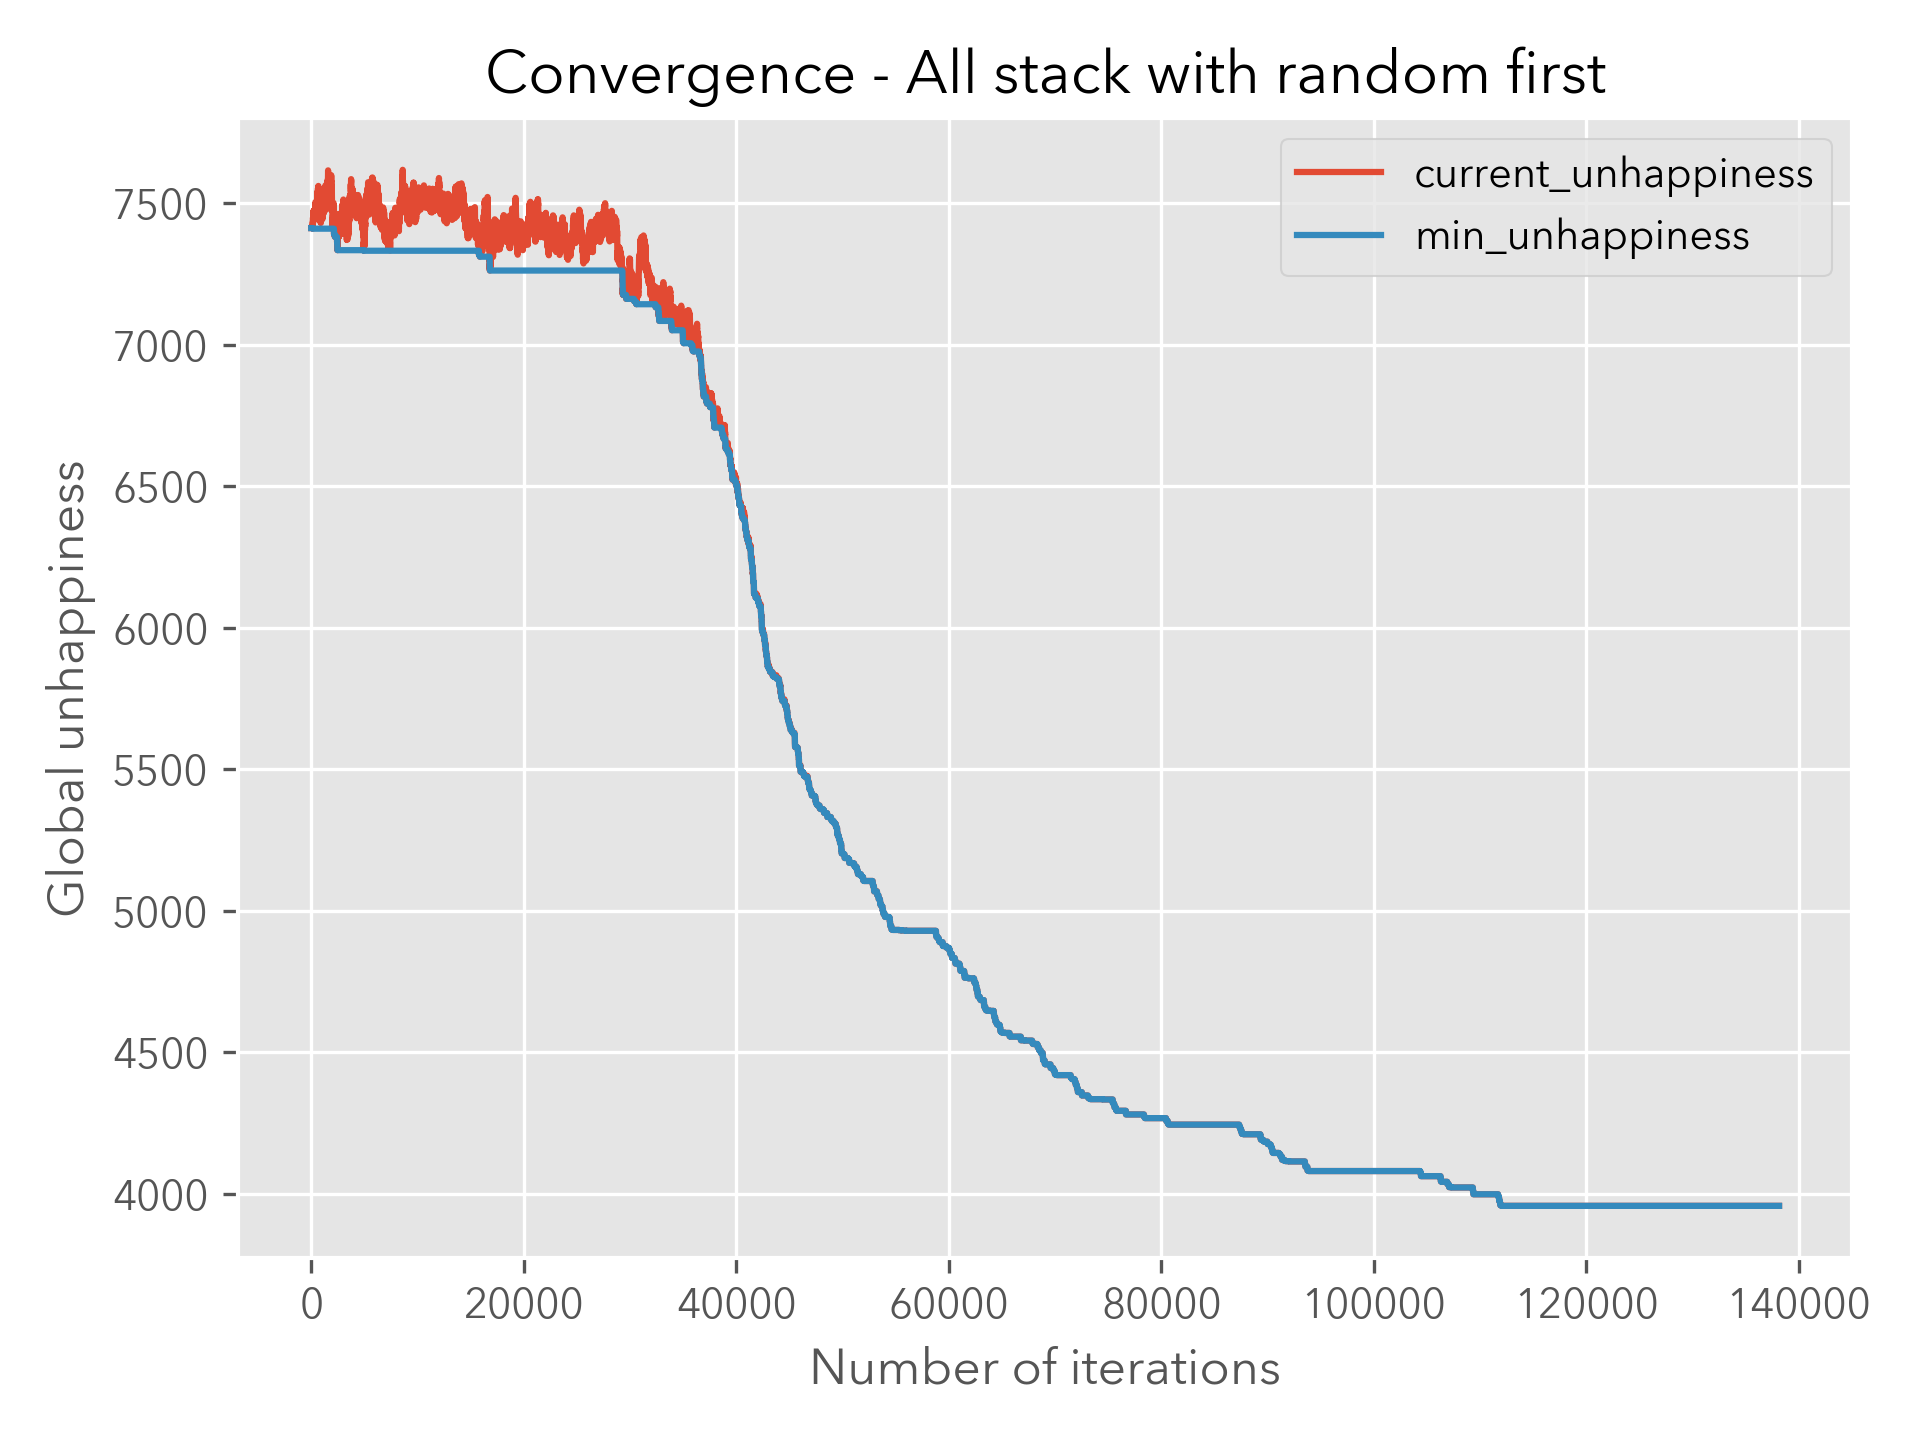 Convergence - All stack with random first
current_unhappiness
min_unhappiness
Global unhappiness
7500
7000
6500
6000
5500
5000
4500
4000
0 20000 40000 60000 80000 100000 120000 140000
Number of iterations